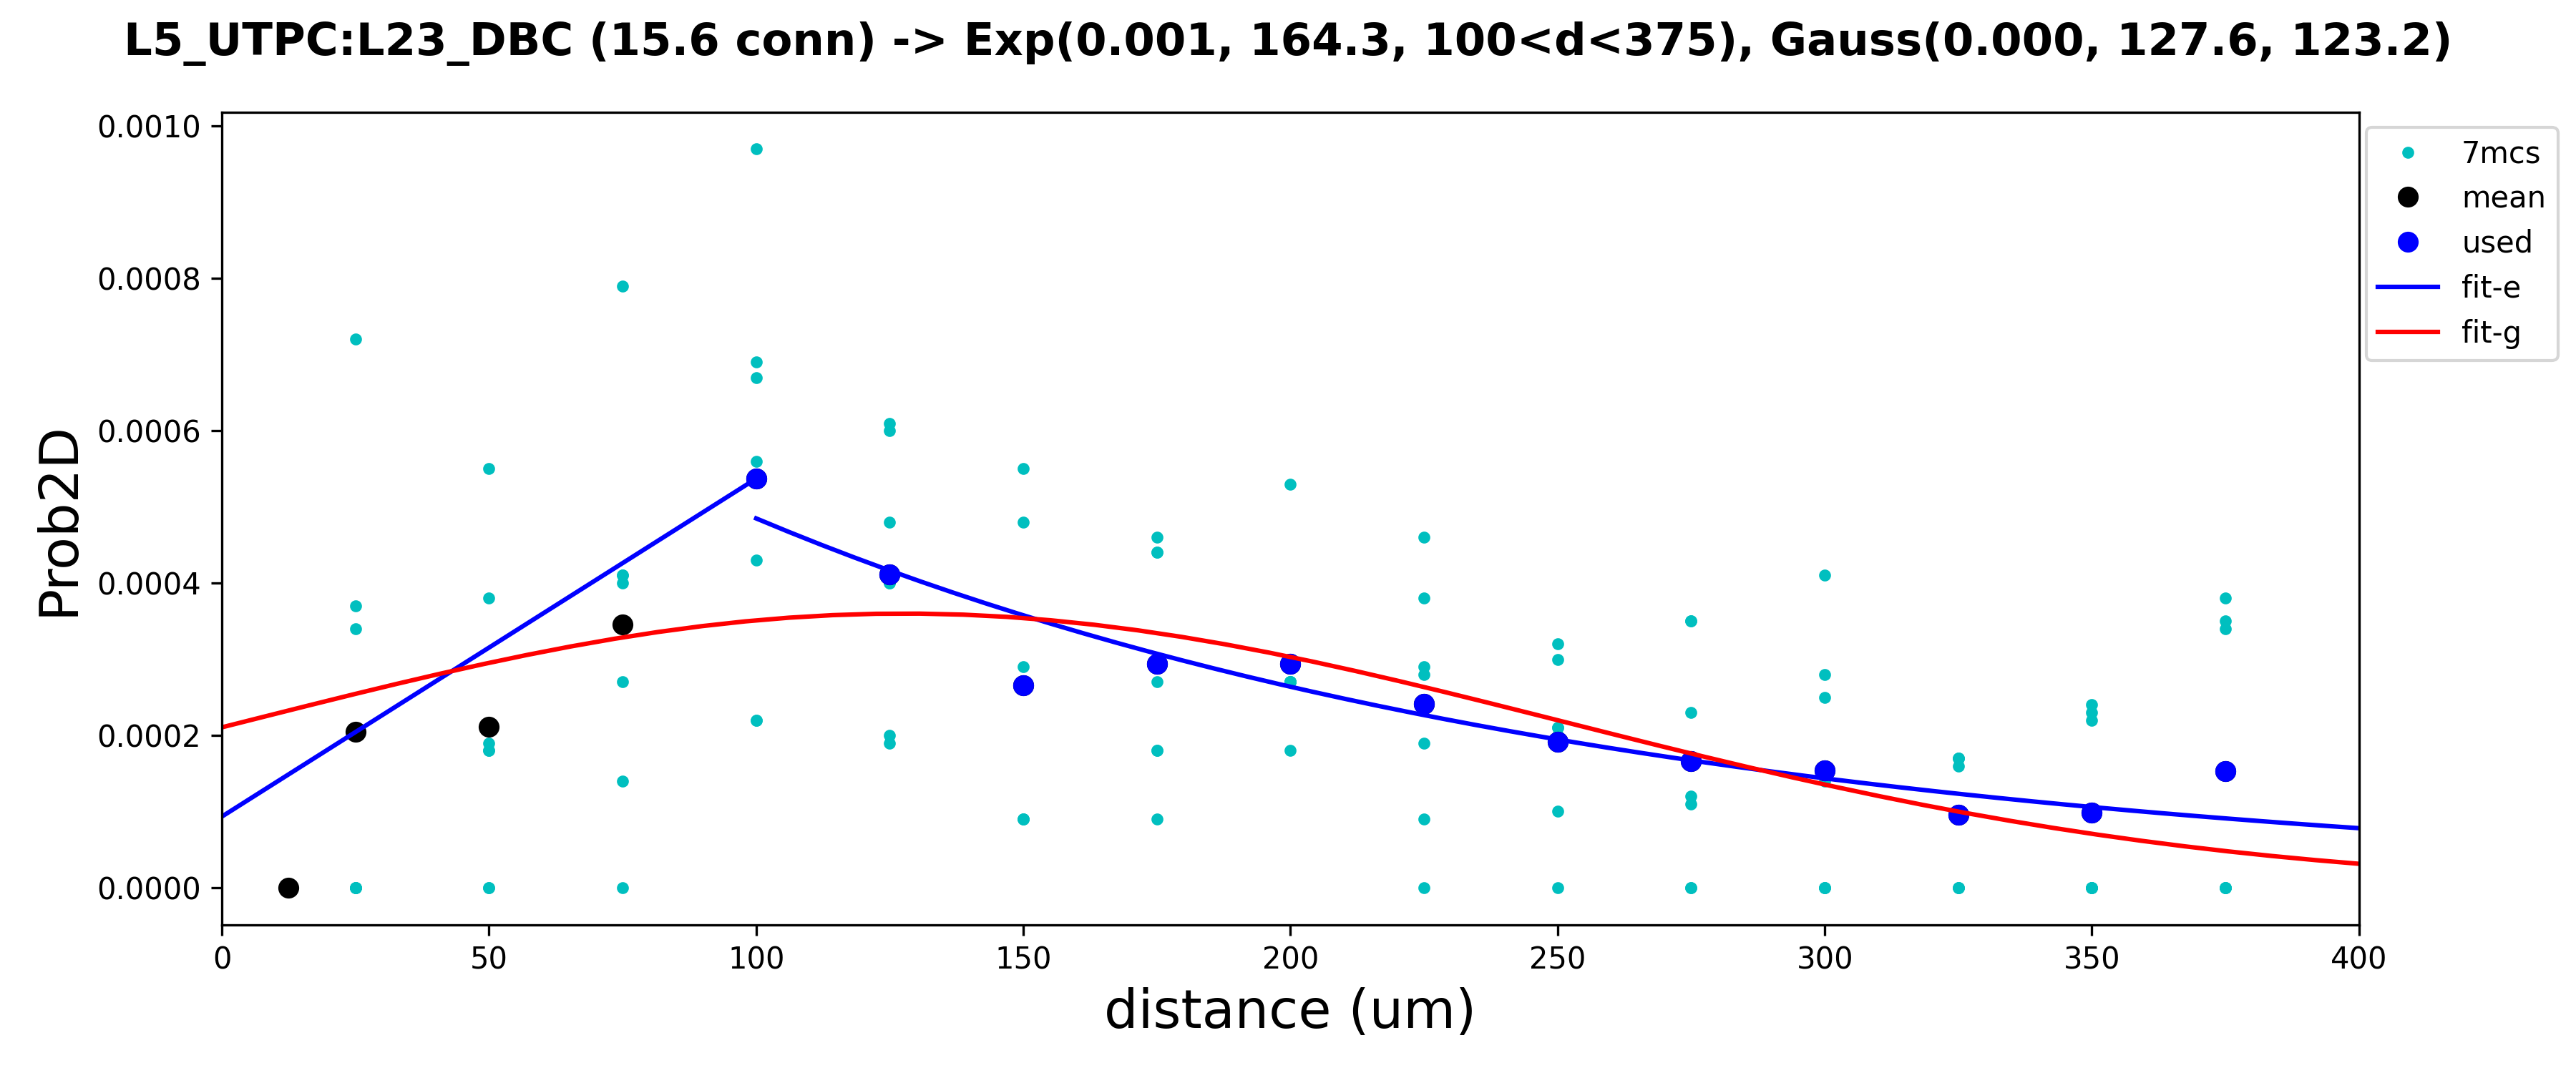 L5_UTPC:L23_DBC (15.6 conn) -> Exp(0.001, 164.3, 100<d<375), Gauss(0.000, 127.6, 123.2)
0.0010
0.0008
0.0006
0.0004
0.0002
0.0000
Prob2D
0 50 100 150 200 250 300 350 400
distance (um)
7mcs
mean
used
fit-e
fit-g